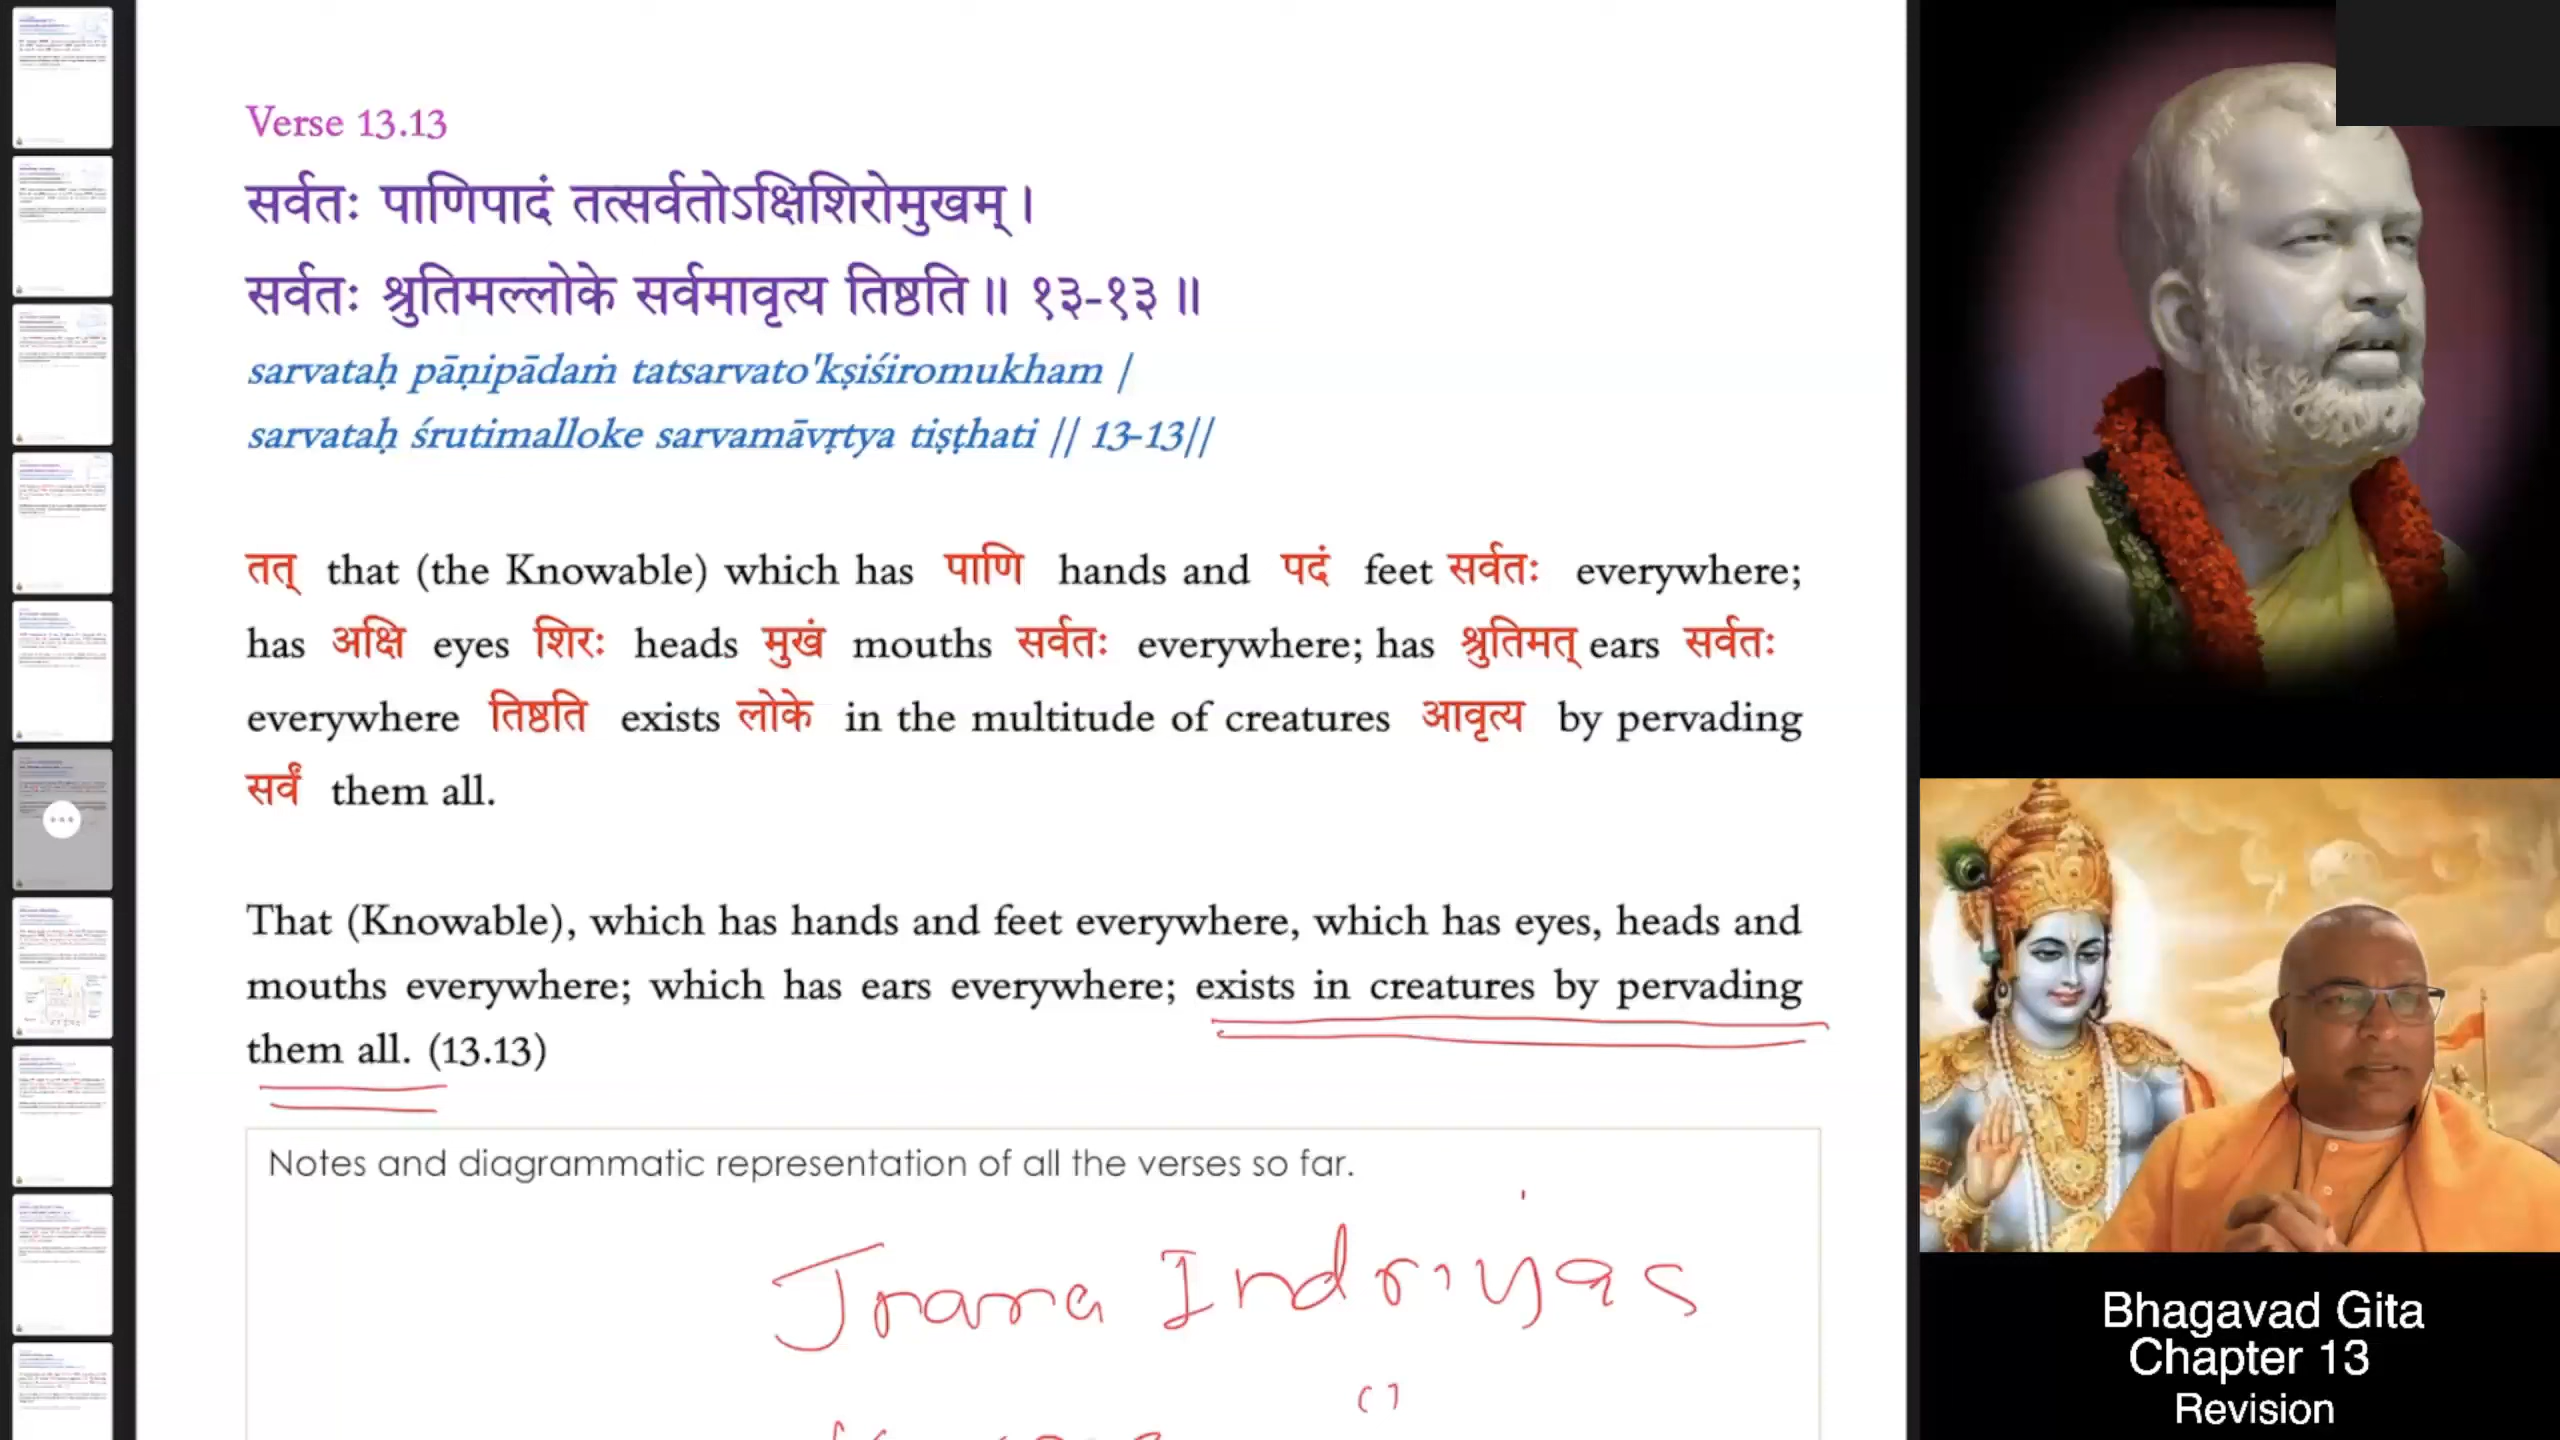 Verse 13.13
सर्वतः पाणिपादं तत्सर्वतोऽक्षिशिरोमुखम् ।
सर्वतः श्रुतिमल्लोके सर्वमावृत्य तिष्ठति ॥ १३-१३ ॥
sarvataḥ pāṇipādaṁ tatsarvato'kṣiśiromukham |
sarvataḥ śrutimalloke sarvamāvṛtya tiṣṭhati || 13-13||
तत् that (the Knowable) which has पाणि hands and पदं feet सर्वतः everywhere;
has अक्षि eyes शिरः heads मुखं mouths सर्वतः everywhere; has श्रुतिमत् ears सर्वतः
everywhere तिष्ठति exists लोके in the multitude of creatures आवृत्य by pervading
सर्वं them all.
That (Knowable), which has hands and feet everywhere, which has eyes, heads and
mouths everywhere; which has ears everywhere; exists in creatures by pervading
them all. (13.13)
Notes and diagrammatic representation of all the verses so far.
Jnana Indriyas
Bhagavad Gita
Chapter 13
Revision